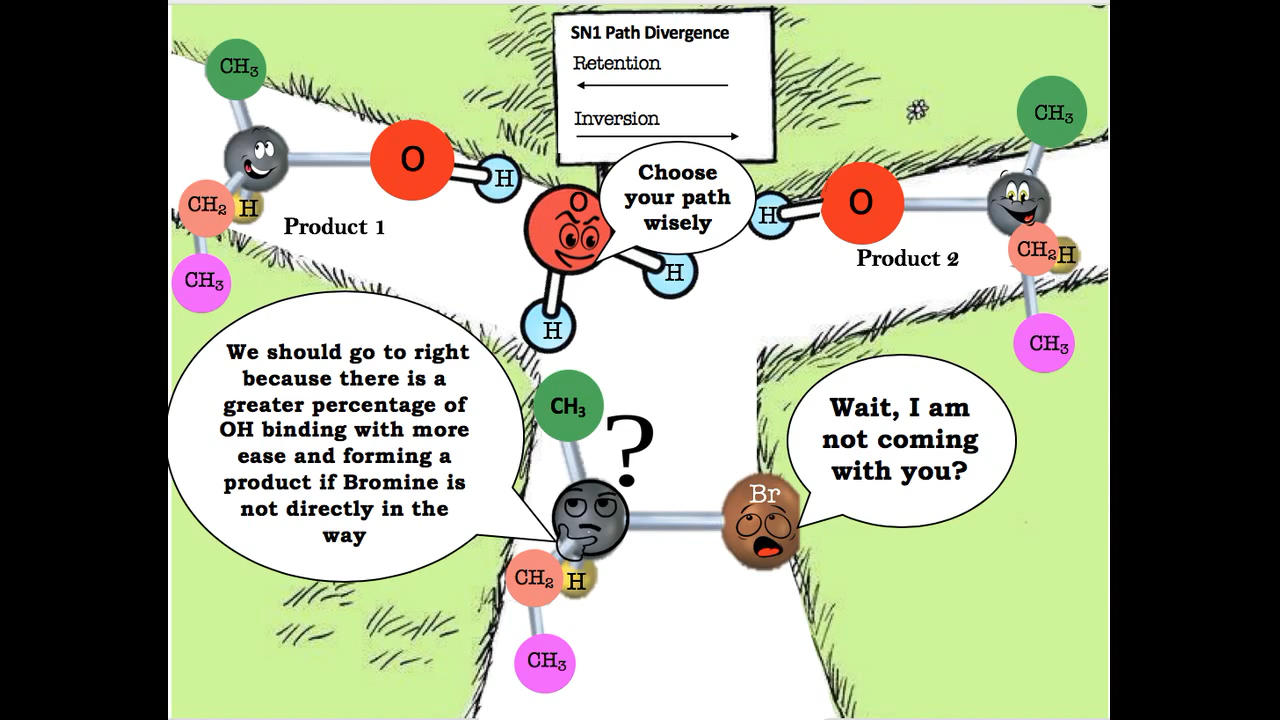 SN1 Path Divergence
Retention
Inversion
CH₃
O
H
CH₂
H
Product 1
CH₃
O
H
H
Choose
your path
wisely
CH₃
H
O
CH₂
H
Product 2
CH₃
We should go to right
because there is a
greater percentage of
OH binding with more
ease and forming a
product if Bromine is
not directly in the
way
CH₃
?
Br
CH₂
H
CH₃
Wait, I am
not coming
with you?